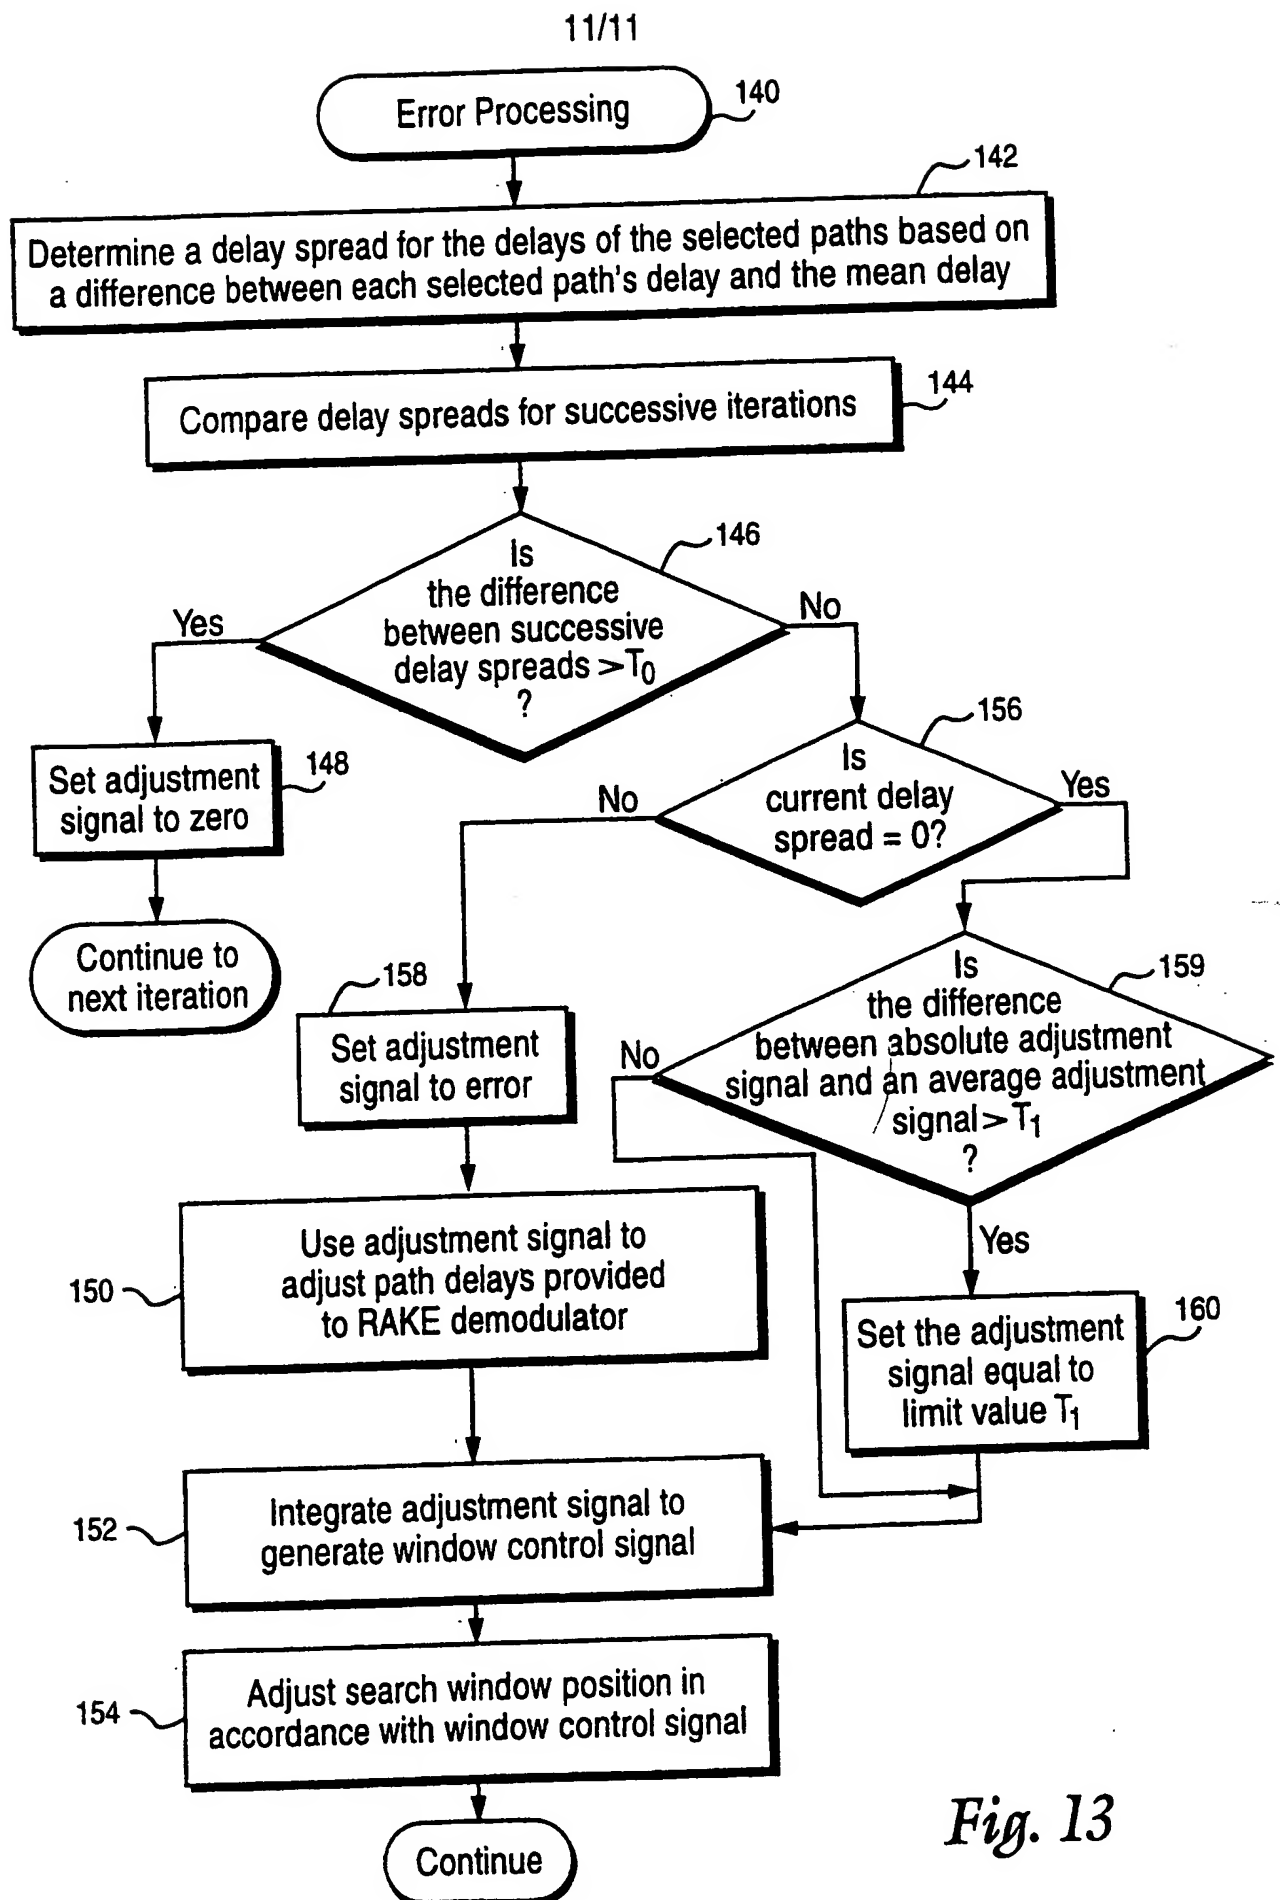 11/11
Error Processing
140
142
Determine a delay spread for the delays of the selected paths based on
a difference between each selected path's delay and the mean delay
144
Compare delay spreads for successive iterations
146
Is
the difference
between successive
delay spreads >T0
?
Yes
No
148
Set adjustment
signal to zero
Continue to
next iteration
156
Is
current delay
spread = 0?
No
Yes
158
Set adjustment
signal to error
159
Is
the difference
between absolute adjustment
signal and an average adjustment
signal> T1
?
No
Yes
150
Use adjustment signal to
adjust path delays provided
to RAKE demodulator
160
Set the adjustment
signal equal to
limit value T1
152
Integrate adjustment signal to
generate window control signal
154
Adjust search window position in
accordance with window control signal
Continue
Fig. 13